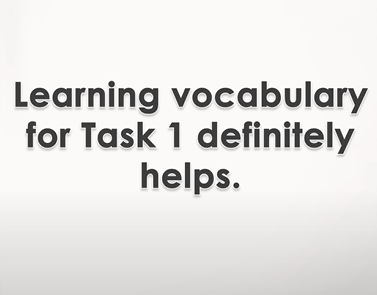 Learning vocabulary
for Task 1 definitely
helps.